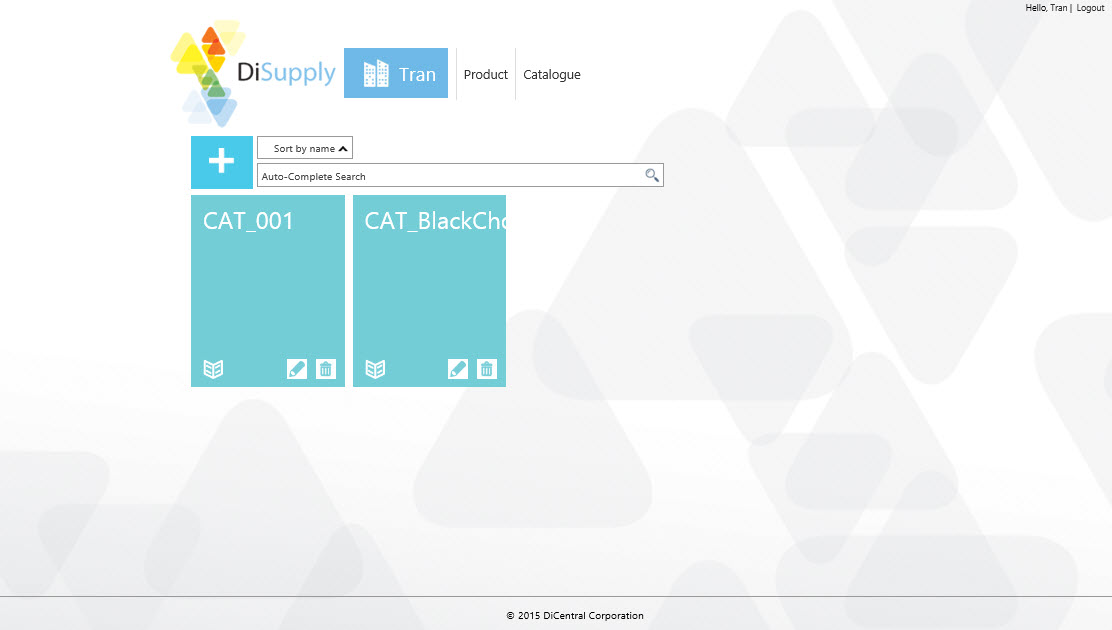 Hello, Tran | Logout
DiSupply
Tran
Product
Catalogue
Sort by name
Auto-Complete Search
CAT_001
CAT_BlackCho
© 2015 DiCentral Corporation